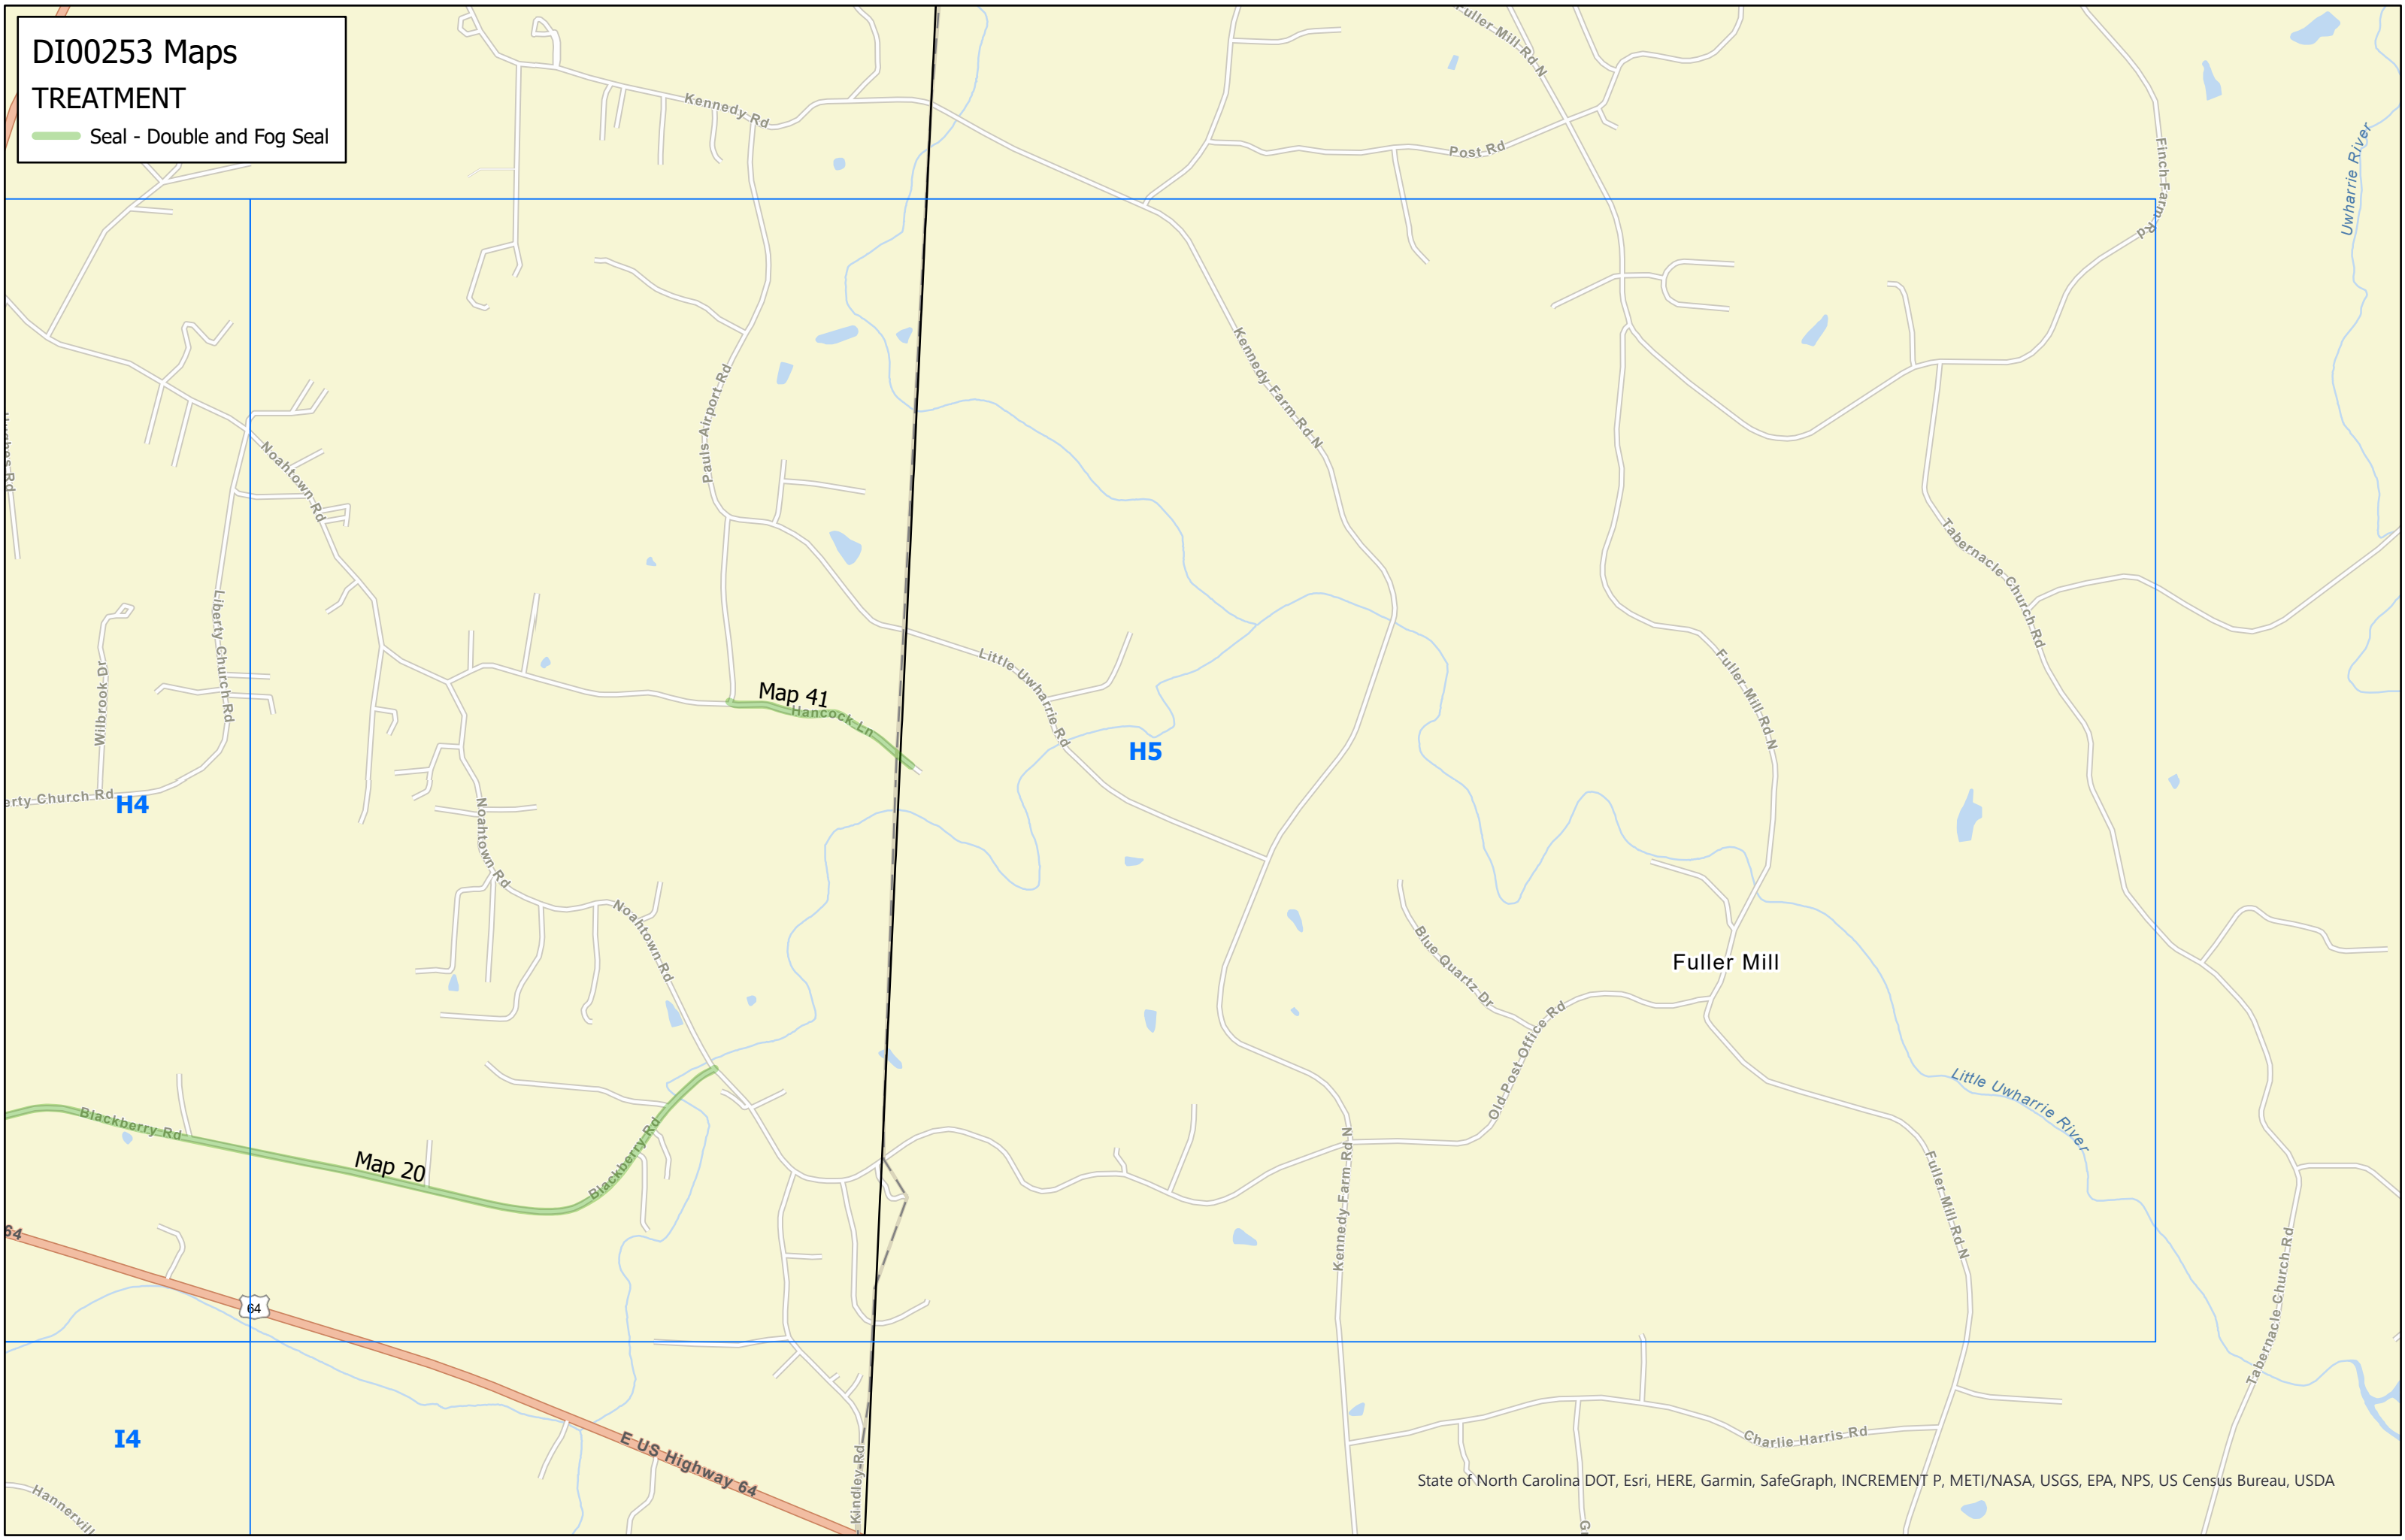 DI00253 Maps
TREATMENT
Seal - Double and Fog Seal
Fuller Mill Rd N
Kennedy Rd
Post Rd
Finch Farm Rd
Uwharrie River
Kennedy Farm Rd N
Pauls Airport Rd
Noahtown Rd
Tabernacle Church Rd
Liberty Church Rd
Wilbrook Dr
Little Uwharrie Rd
Fuller Mill Rd N
Map 41
Hancock Ln
H5
erty Church Rd
H4
Noahtown Rd
Noahtown Rd
Blue Quartz Dr
Fuller Mill
Old Post Office Rd
Little Uwharrie River
Blackberry Rd
Map 20
Blackberry Rd
Kennedy Farm Rd N
Fuller Mill Rd N
64
64
Tabernacle Church Rd
I4
E US Highway 64
Kindley Rd
Charlie Harris Rd
Hannervill
State of North Carolina DOT, Esri, HERE, Garmin, SafeGraph, INCREMENT P, METI/NASA, USGS, EPA, NPS, US Census Bureau, USDA